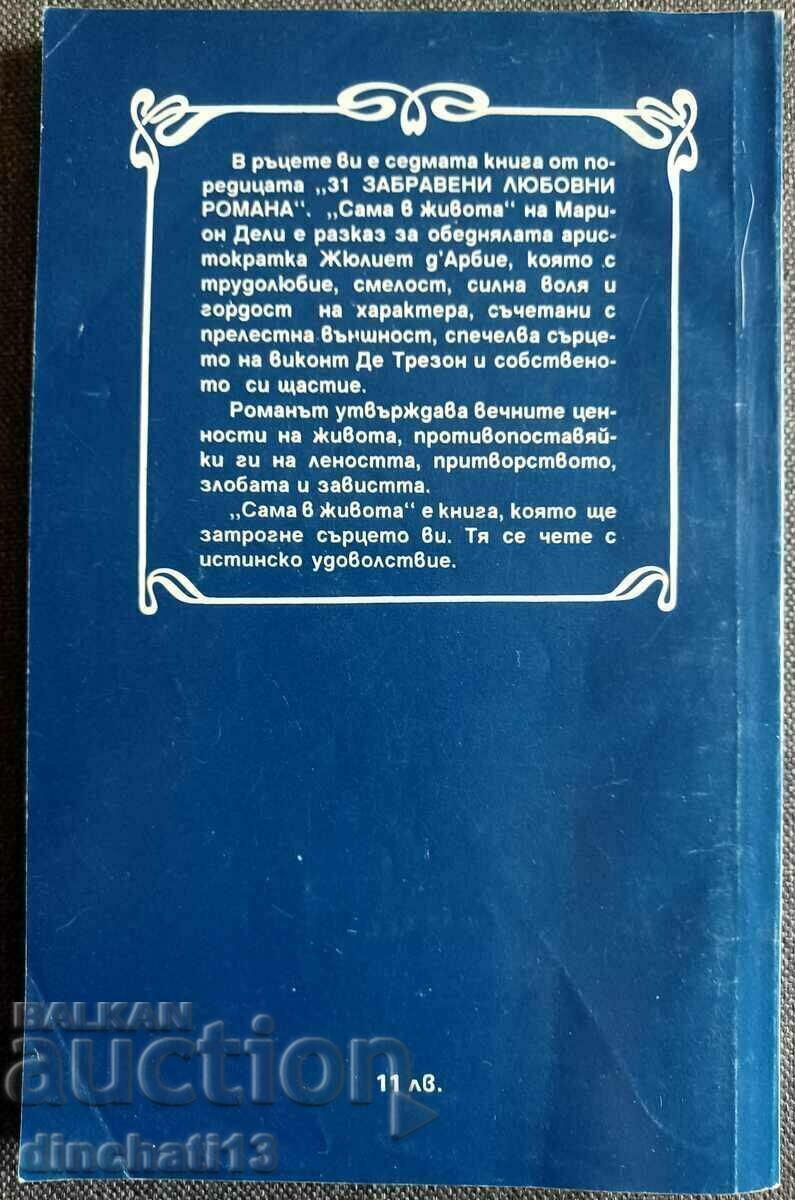 В ръцете ви е седмата книга от по-
редицата „31 ЗАБРАВЕНИ ЛЮБОВНИ
РОМАНА“. „Сама в живота“ на Мари-
он Дели е разказ за обеднялата арис-
тократка Жюлиет д'Арбие, която с
трудолюбие, смелост, силна воля и
гордост на характера, съчетани с
прелестна външност, спечелва сърце-
то на виконт Де Трезон и собствено-
то си щастие.
Романът утвърждава вечните цен-
ности на живота, противопоставяй-
ки ги на леността, притворството,
злобата и завистта.
„Сама в живота“ е книга, която ще
затрогне сърцето ви. Тя се чете с
истинско удоволствие.
11 лв.
BALKAN
auction
dinchati13